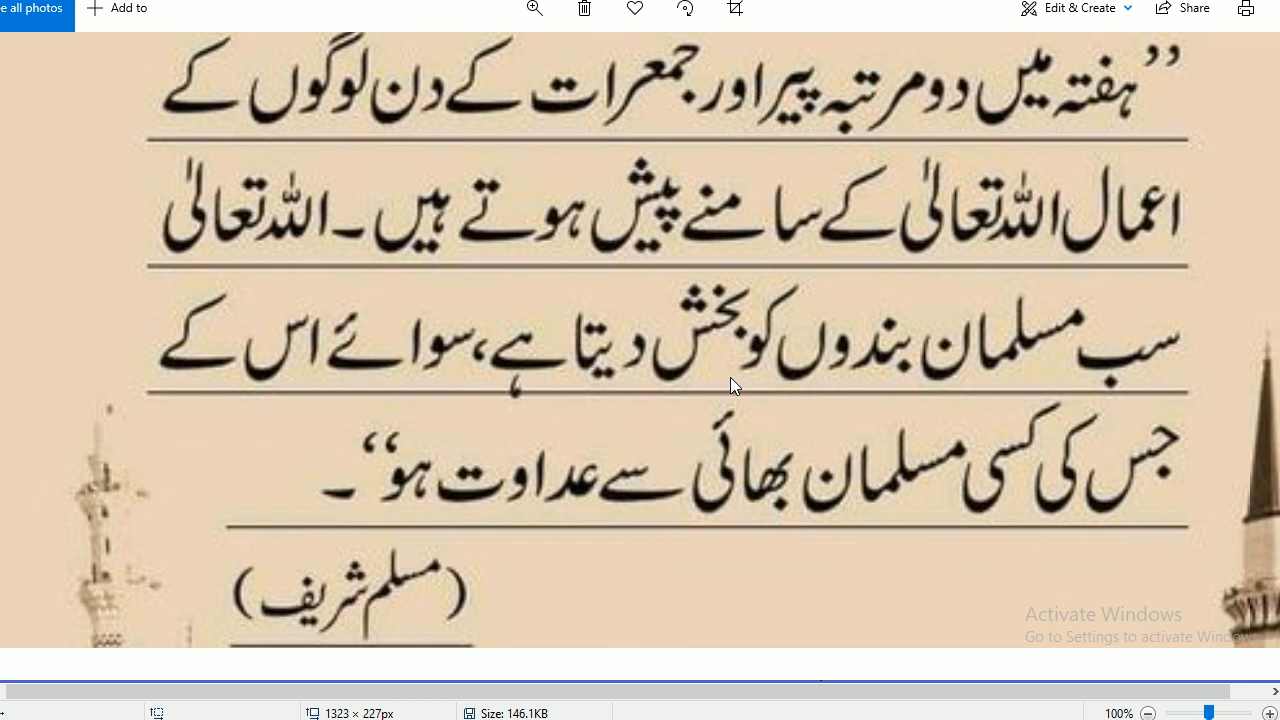 e all photos
Add to
Edit & Create
Share
’’ہفتہ میں دو مرتبہ پیر اور جمعرات کے دن لوگوں کے
اعمال اللہ تعالیٰ کے سامنے پیش ہوتے ہیں۔ اللہ تعالیٰ
سب مسلمان بندوں کو بخش دیتا ہے، سوائے اس کے
جس کی کسی مسلمان بھائی سے عداوت ہو‘‘۔
(مسلم شریف)
Activate Windows
Go to Settings to activate Windows.
1323 × 227px
Size: 146.1KB
100%